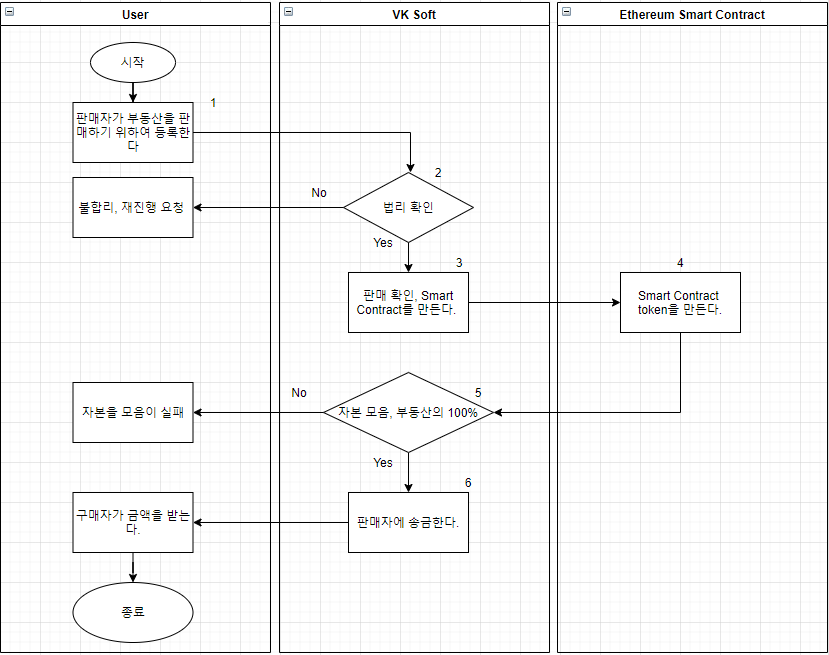 User
VK Soft
Ethereum Smart Contract
시작
1
판매자가 부동산을 판
매하기 위하여 등록한
다
2
No
불합리, 재진행 요청
법리 확인
Yes
3
4
판매 확인, Smart
Contract를 만든다.
Smart Contract
token을 만든다.
No
5
자본을 모음이 실패
자본 모음, 부동산의 100%
Yes
6
구매자가 금액을 받는
다.
판매자에 송금한다.
종료